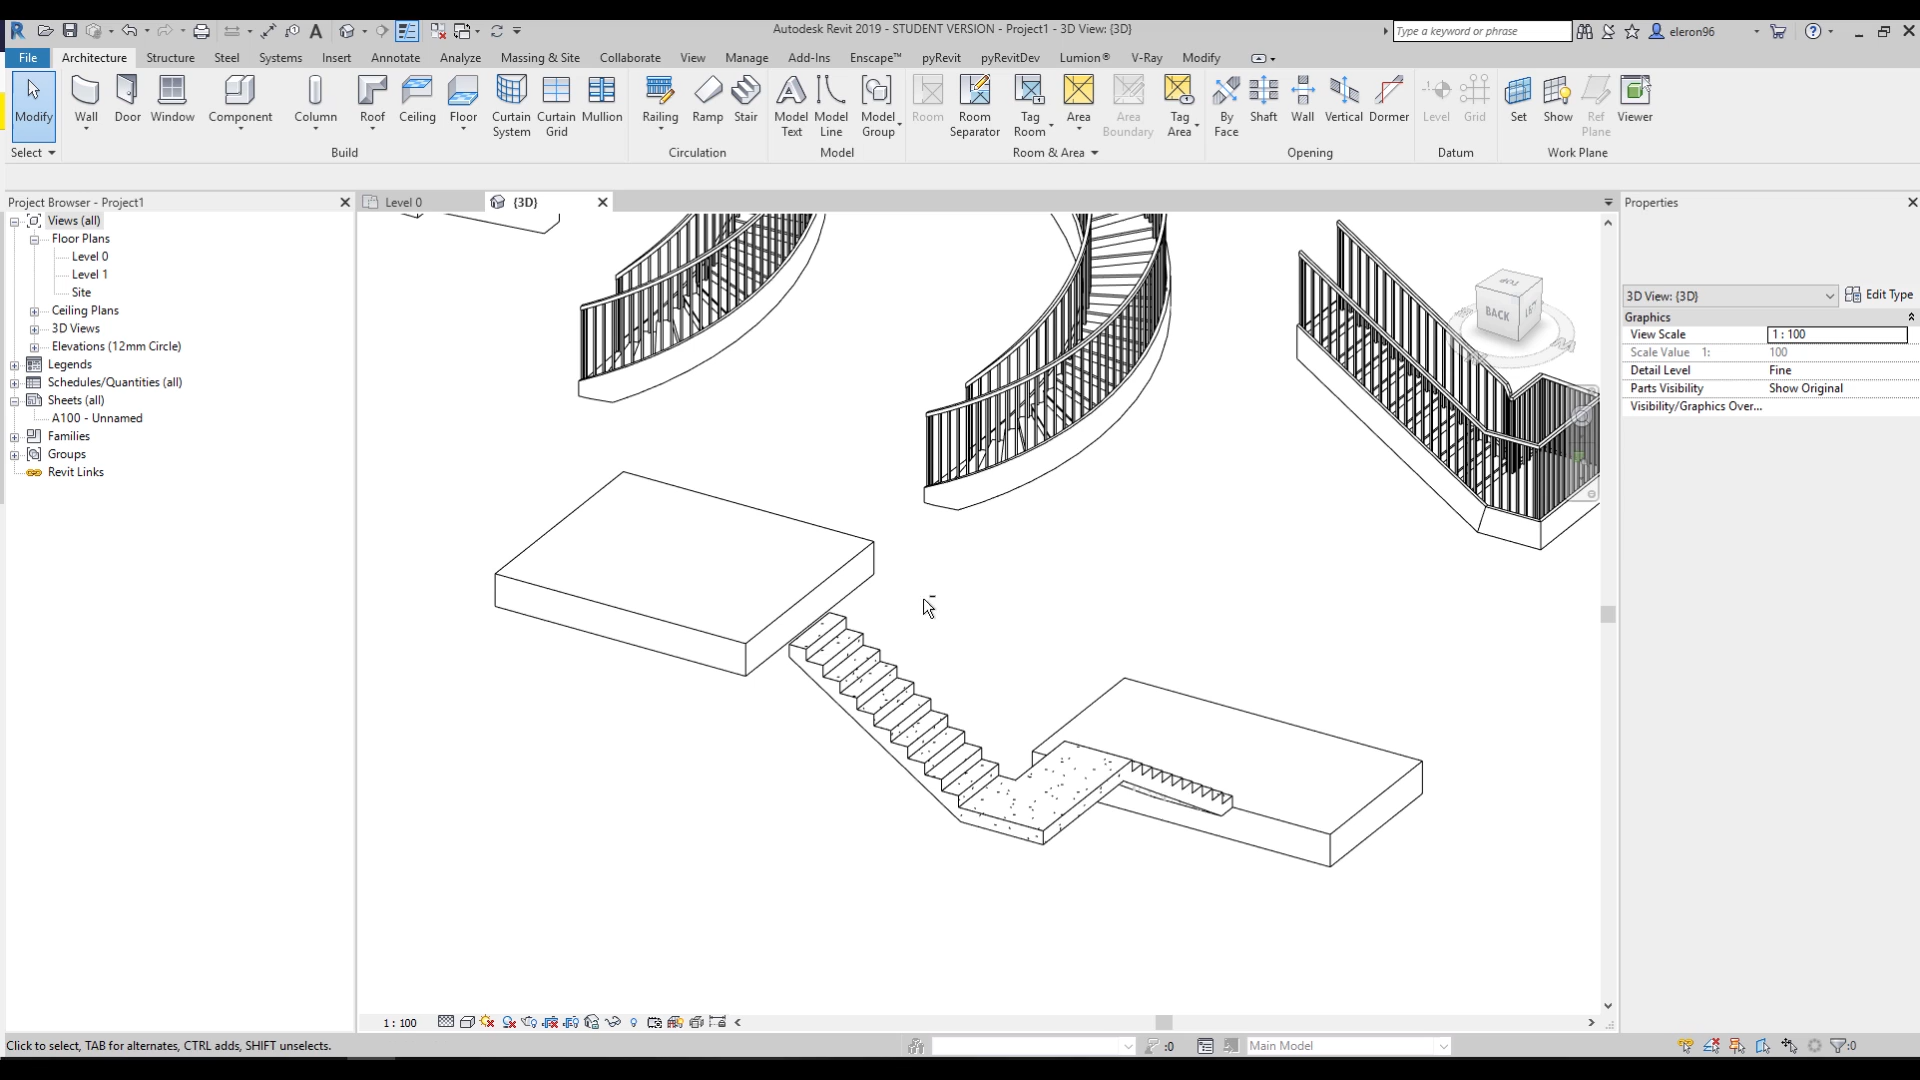 Autodesk Revit 2019 - STUDENT VERSION - Project1 - 3D View: {3D}
Type a keyword or phrase
eleron96
File Architecture Structure Steel Systems Insert Annotate Analyze Massing & Site Collaborate View Manage Add-Ins Enscape™ pyRevit pyRevitDev Lumion® V-Ray Modify
Modify Wall Door Window Component Column Roof Ceiling Floor Curtain System Curtain Grid Mullion Railing Ramp Stair Model Text Model Line Model Group Room Room Separator Tag Room Area Area Boundary Tag Area By Face Shaft Wall Vertical Dormer Level Grid Set Show Ref Plane Viewer
Select Build Circulation Model Room & Area Opening Datum Work Plane
Project Browser - Project1
Level 0 {3D}
Properties
Views (all)
Floor Plans
Level 0
Level 1
Site
Ceiling Plans
3D Views
Elevations (12mm Circle)
Legends
Schedules/Quantities (all)
Sheets (all)
A100 - Unnamed
Families
Groups
Revit Links
TOP
BACK
3D View: {3D}
Edit Type
Graphics
View Scale 1 : 100
Scale Value 1: 100
Detail Level Fine
Parts Visibility Show Original
Visibility/Graphics Over...
1 : 100
Click to select, TAB for alternates, CTRL adds, SHIFT unselects.
:0
Main Model
:0